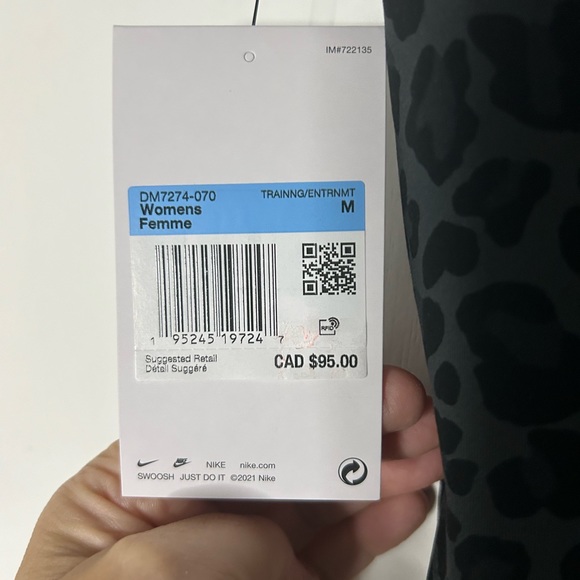 IM#722135
DM7274-070 TRAINNG/ENTRNMT
Womens M
Femme
RFID
1 95245 19724 7
Suggested Retail
Détail Suggéré
CAD $95.00
NIKE nike.com
SWOOSH JUST DO IT ©2021 Nike